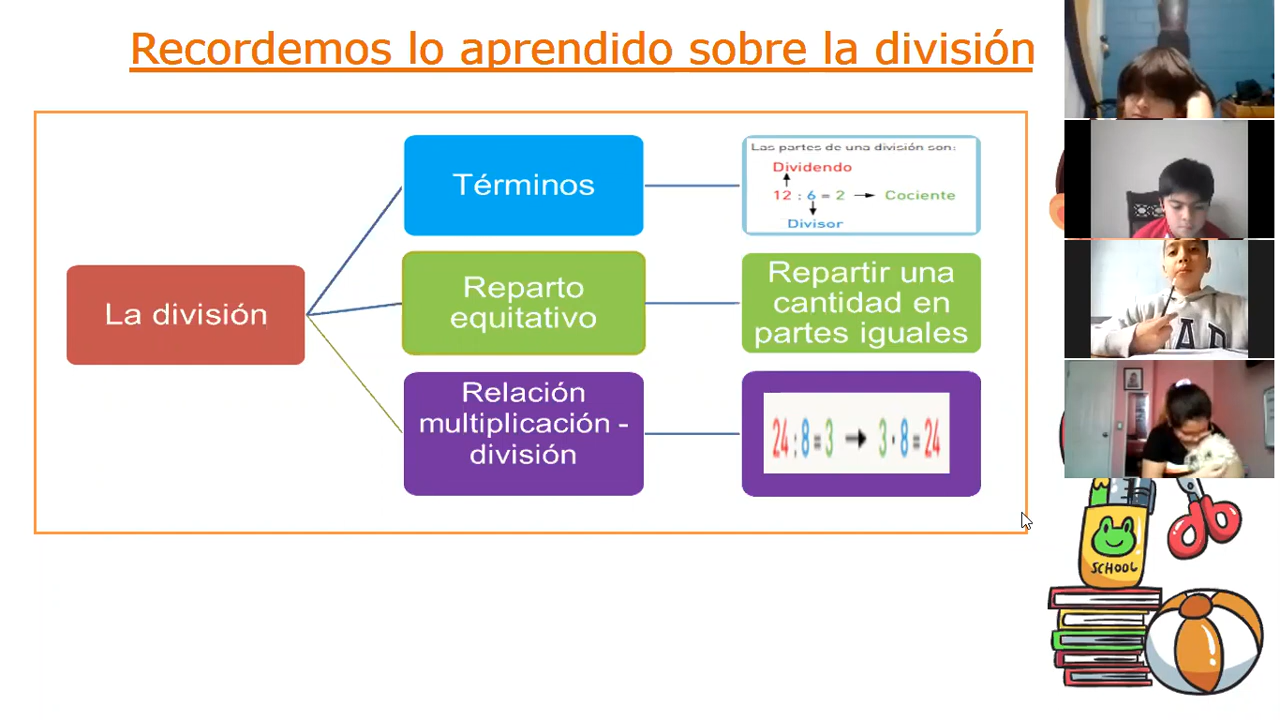 Recordemos lo aprendido sobre la división
La división
Términos
Las partes de una división son:
Dividendo
12 : 6 = 2 → Cociente
Divisor
Reparto
equitativo
Repartir una
cantidad en
partes iguales
Relación
multiplicación -
división
24 : 8 = 3 → 3 · 8 = 24
SCHOOL